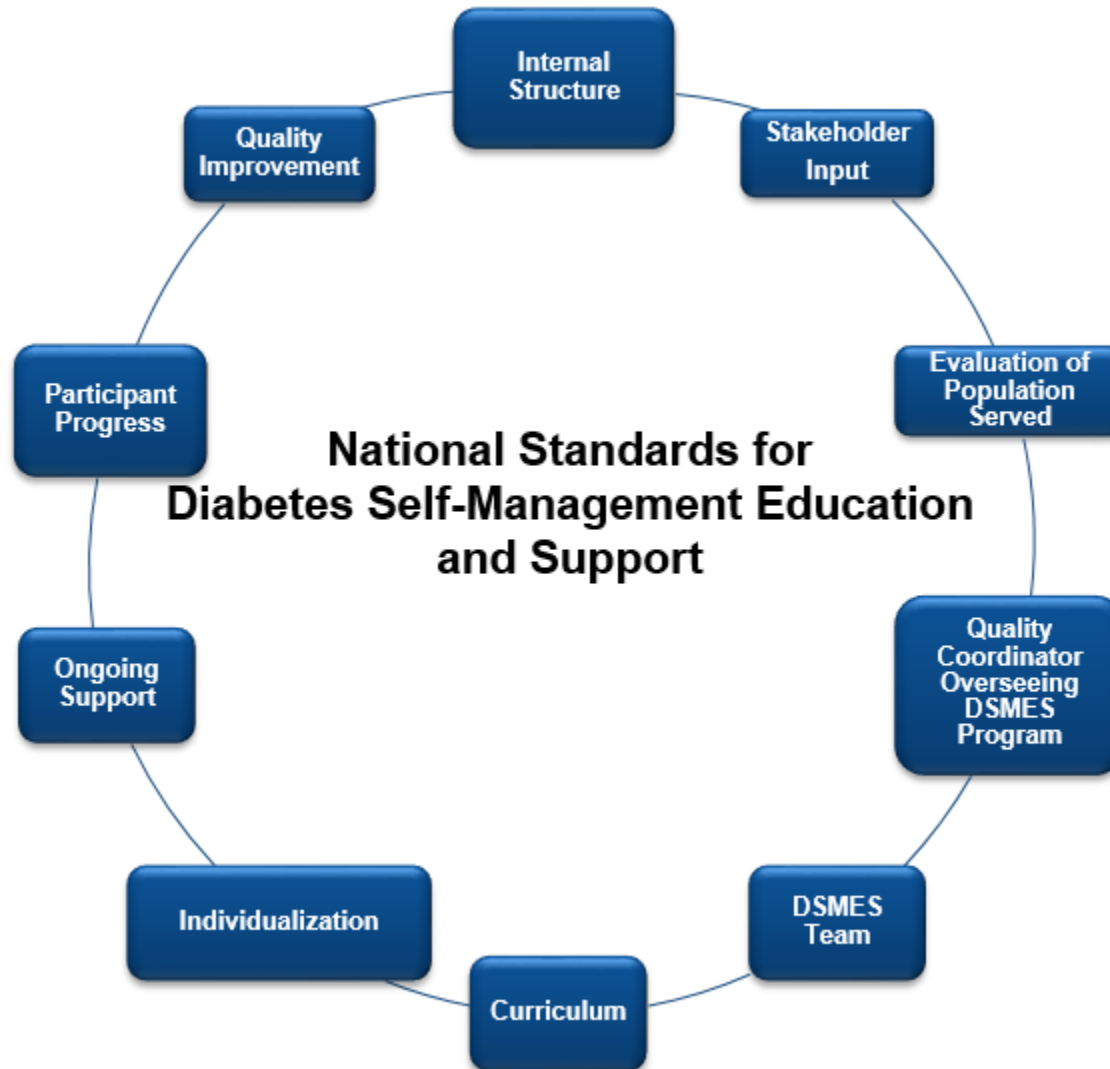 Internal
Structure
Stakeholder
Input
Evaluation of
Population
Served
Quality
Coordinator
Overseeing
DSMES
Program
DSMES
Team
Curriculum
Individualization
Ongoing
Support
Participant
Progress
Quality
Improvement
National Standards for
Diabetes Self-Management Education
and Support